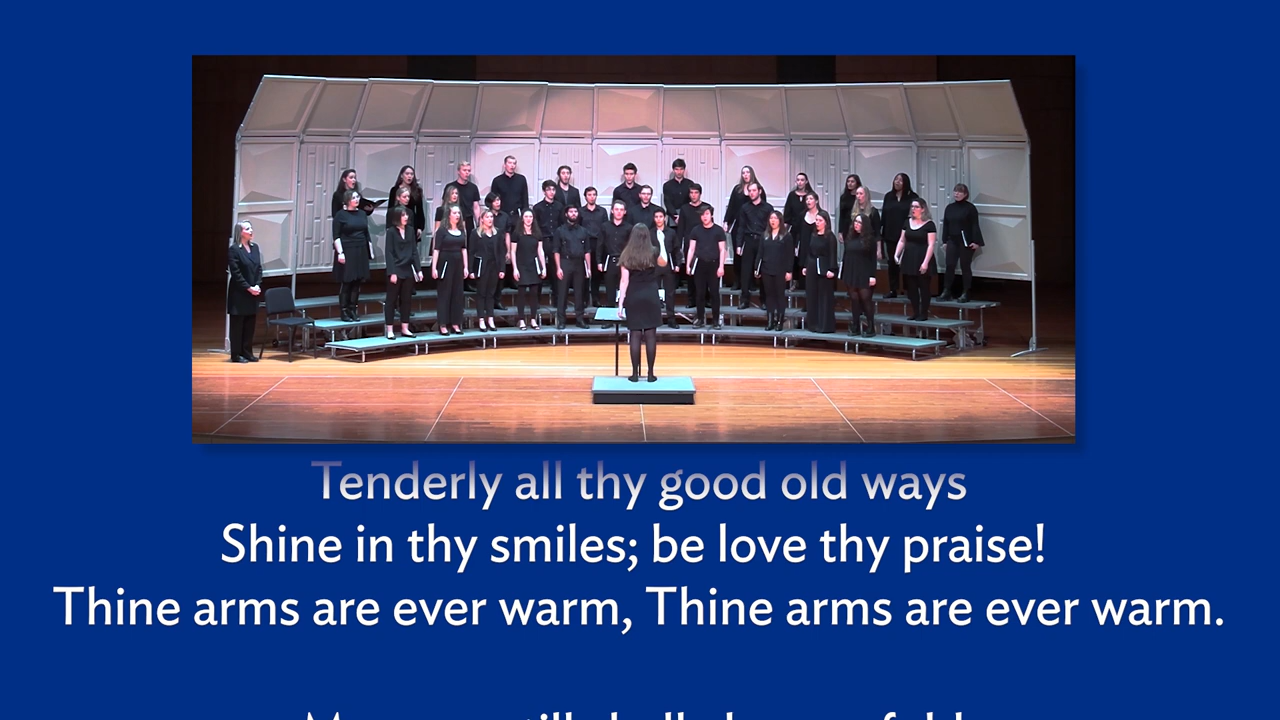 Tenderly all thy good old ways
Shine in thy smiles; be love thy praise!
Thine arms are ever warm, Thine arms are ever warm.